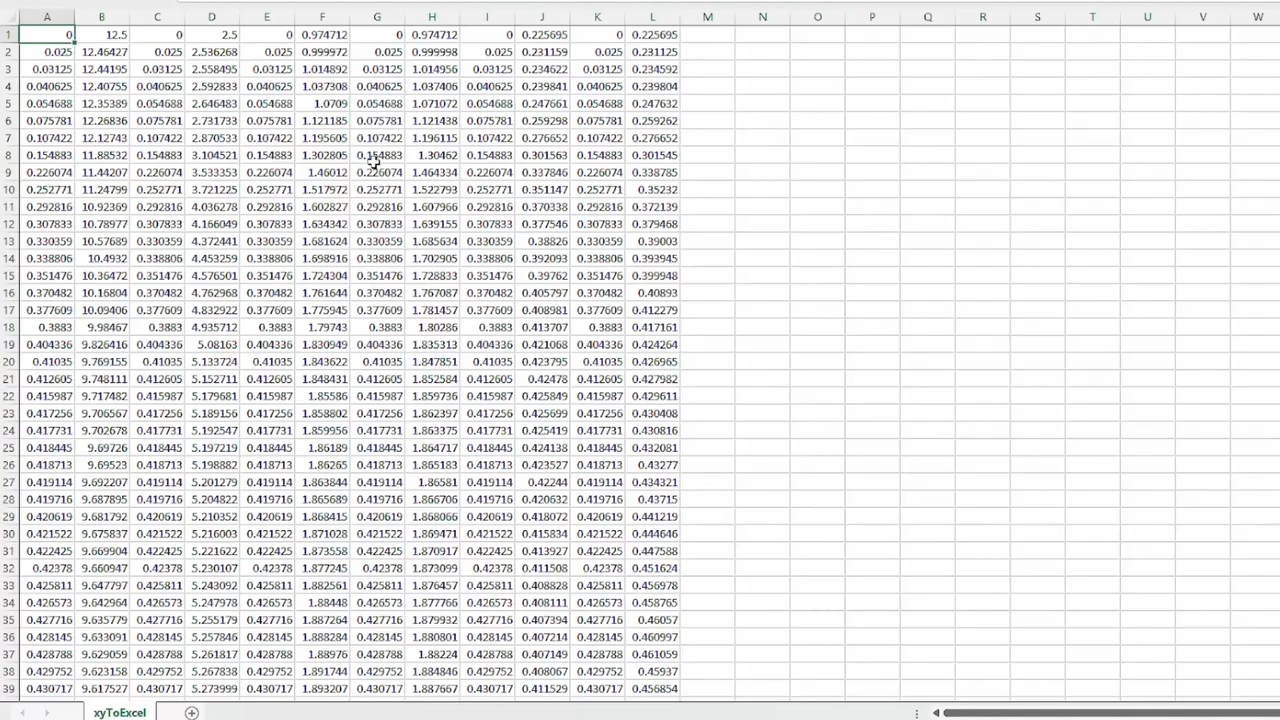 A B C D E F G H I J K L M N O P Q R S T U V W
1 0 12.5 0 2.5 0 0.974712 0 0.974712 0 0.225695 0 0.225695
2 0.025 12.46427 0.025 2.536268 0.025 0.999972 0.025 0.999998 0.025 0.231159 0.025 0.231125
3 0.03125 12.44195 0.03125 2.558495 0.03125 1.014892 0.03125 1.014956 0.03125 0.234622 0.03125 0.234592
4 0.040625 12.40755 0.040625 2.592833 0.040625 1.037308 0.040625 1.037406 0.040625 0.239841 0.040625 0.239804
5 0.054688 12.35389 0.054688 2.646483 0.054688 1.0709 0.054688 1.071072 0.054688 0.247661 0.054688 0.247632
6 0.075781 12.26836 0.075781 2.731733 0.075781 1.121185 0.075781 1.121438 0.075781 0.259298 0.075781 0.259262
7 0.107422 12.12743 0.107422 2.870533 0.107422 1.195605 0.107422 1.196115 0.107422 0.276652 0.107422 0.276652
8 0.154883 11.88532 0.154883 3.104521 0.154883 1.302805 0.154883 1.30462 0.154883 0.301563 0.154883 0.301545
9 0.226074 11.44207 0.226074 3.533353 0.226074 1.46012 0.226074 1.464334 0.226074 0.337846 0.226074 0.338785
10 0.252771 11.24799 0.252771 3.721225 0.252771 1.517972 0.252771 1.522793 0.252771 0.351147 0.252771 0.35232
11 0.292816 10.92369 0.292816 4.036278 0.292816 1.602827 0.292816 1.607966 0.292816 0.370338 0.292816 0.372139
12 0.307833 10.78977 0.307833 4.166049 0.307833 1.634342 0.307833 1.639155 0.307833 0.377546 0.307833 0.379468
13 0.330359 10.57689 0.330359 4.372441 0.330359 1.681624 0.330359 1.685634 0.330359 0.38826 0.330359 0.39003
14 0.338806 10.4932 0.338806 4.453259 0.338806 1.698916 0.338806 1.702905 0.338806 0.392093 0.338806 0.393945
15 0.351476 10.36472 0.351476 4.576501 0.351476 1.724304 0.351476 1.728833 0.351476 0.39762 0.351476 0.399948
16 0.370482 10.16804 0.370482 4.762968 0.370482 1.761644 0.370482 1.767087 0.370482 0.405797 0.370482 0.40893
17 0.377609 10.09406 0.377609 4.832922 0.377609 1.775945 0.377609 1.781457 0.377609 0.408981 0.377609 0.412279
18 0.3883 9.98467 0.3883 4.935712 0.3883 1.79743 0.3883 1.80286 0.3883 0.413707 0.3883 0.417161
19 0.404336 9.826416 0.404336 5.08163 0.404336 1.830949 0.404336 1.835313 0.404336 0.421068 0.404336 0.424264
20 0.41035 9.769155 0.41035 5.133724 0.41035 1.843622 0.41035 1.847851 0.41035 0.423795 0.41035 0.426965
21 0.412605 9.748111 0.412605 5.152711 0.412605 1.848431 0.412605 1.852584 0.412605 0.42478 0.412605 0.427982
22 0.415987 9.717482 0.415987 5.179681 0.415987 1.85586 0.415987 1.859736 0.415987 0.425849 0.415987 0.429611
23 0.417256 9.706567 0.417256 5.189156 0.417256 1.858802 0.417256 1.862397 0.417256 0.425699 0.417256 0.430408
24 0.417731 9.702678 0.417731 5.192547 0.417731 1.859956 0.417731 1.863375 0.417731 0.425419 0.417731 0.430816
25 0.418445 9.69726 0.418445 5.197219 0.418445 1.86189 0.418445 1.864717 0.418445 0.424138 0.418445 0.432081
26 0.418713 9.69523 0.418713 5.198882 0.418713 1.86265 0.418713 1.865183 0.418713 0.423527 0.418713 0.43277
27 0.419114 9.692207 0.419114 5.201279 0.419114 1.863844 0.419114 1.86581 0.419114 0.42244 0.419114 0.434321
28 0.419716 9.687895 0.419716 5.204822 0.419716 1.865689 0.419716 1.866706 0.419716 0.420632 0.419716 0.43715
29 0.420619 9.681792 0.420619 5.210352 0.420619 1.868415 0.420619 1.868066 0.420619 0.418072 0.420619 0.441219
30 0.421522 9.675837 0.421522 5.216003 0.421522 1.871028 0.421522 1.869471 0.421522 0.415834 0.421522 0.444646
31 0.422425 9.669904 0.422425 5.221622 0.422425 1.873558 0.422425 1.870917 0.422425 0.413927 0.422425 0.447588
32 0.42378 9.660947 0.42378 5.230107 0.42378 1.877245 0.42378 1.873099 0.42378 0.411508 0.42378 0.451624
33 0.425811 9.647797 0.425811 5.243092 0.425811 1.882561 0.425811 1.876457 0.425811 0.408828 0.425811 0.456978
34 0.426573 9.642964 0.426573 5.247978 0.426573 1.88448 0.426573 1.877766 0.426573 0.408111 0.426573 0.458765
35 0.427716 9.635779 0.427716 5.255179 0.427716 1.887264 0.427716 1.879932 0.427716 0.407394 0.427716 0.46057
36 0.428145 9.633091 0.428145 5.257846 0.428145 1.888284 0.428145 1.880801 0.428145 0.407214 0.428145 0.460997
37 0.428788 9.629059 0.428788 5.261817 0.428788 1.88976 0.428788 1.88224 0.428788 0.407149 0.428788 0.461059
38 0.429752 9.623158 0.429752 5.267838 0.429752 1.891744 0.429752 1.884846 0.429752 0.408067 0.429752 0.45937
39 0.430717 9.617527 0.430717 5.273999 0.430717 1.893207 0.430717 1.887667 0.430717 0.411529 0.430717 0.456854
xyToExcel